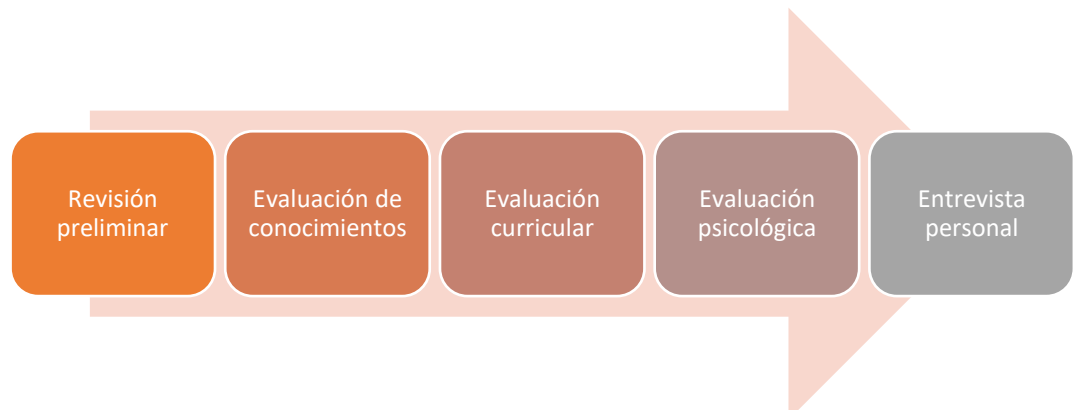 Revisión
preliminar
Evaluación de
conocimientos
Evaluación
curricular
Evaluación
psicológica
Entrevista
personal